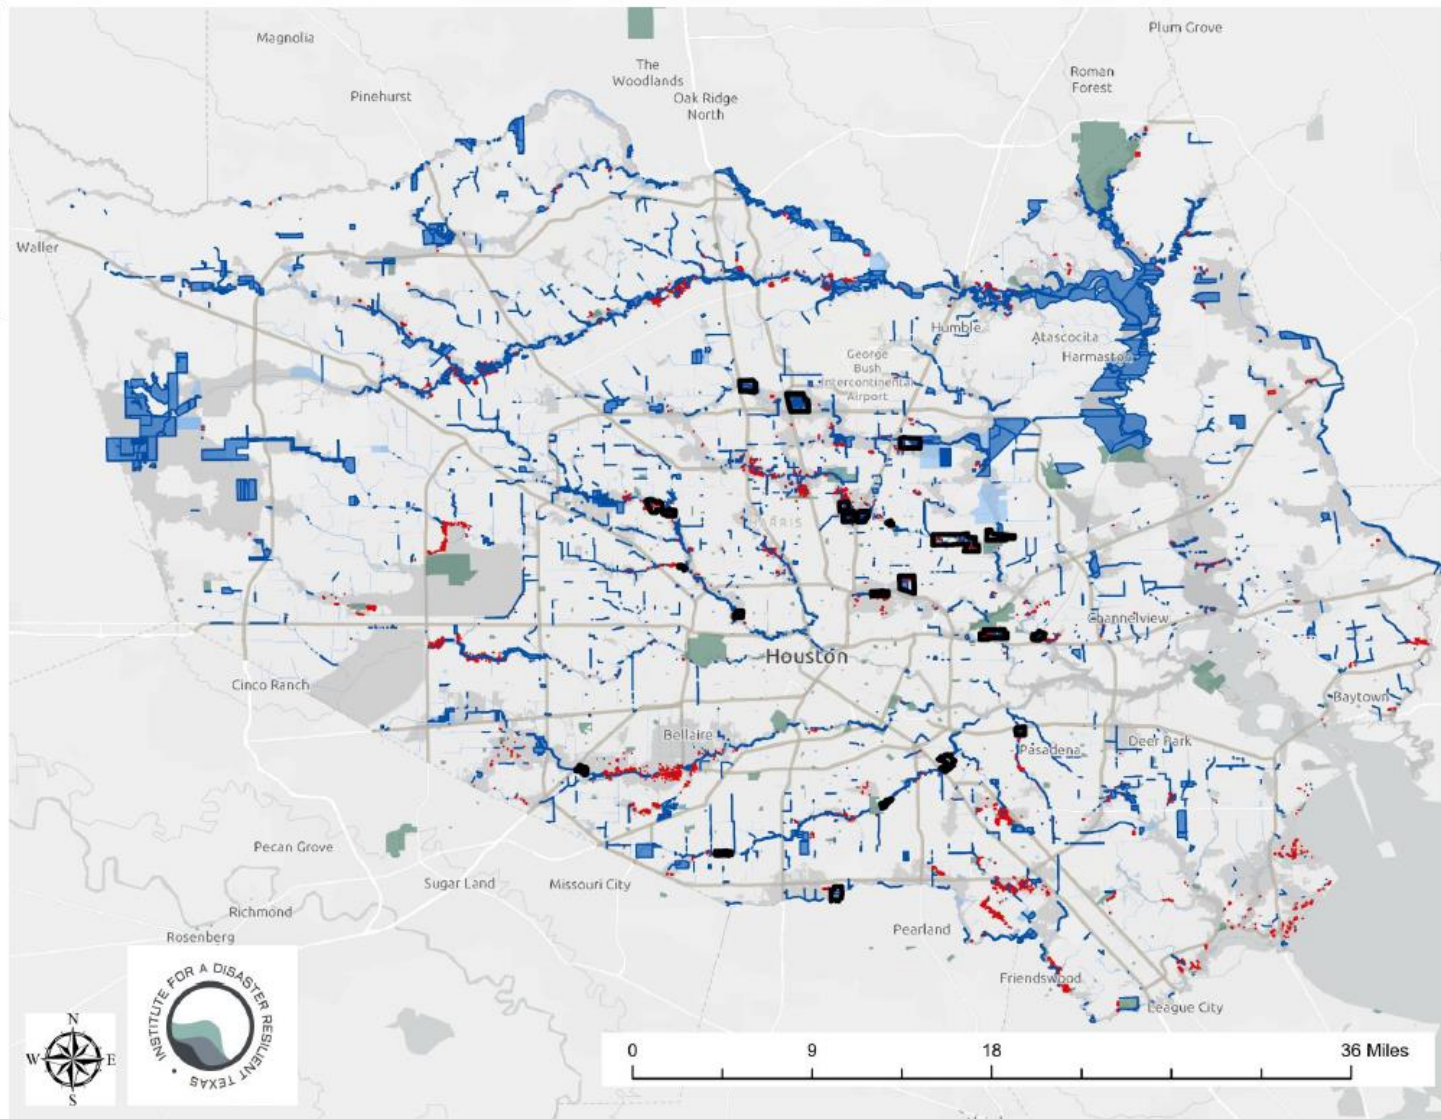 Magnolia
Plum Grove
The
Woodlands
Roman
Forest
Pinehurst
Oak Ridge
North
Waller
Humble
Atascocita
Harmaston
George
Bush
Intercontinental
Airport
HARRIS
Channelview
Houston
Cinco Ranch
Baytown
Bellaire
Pasadena
Deer Park
Pecan Grove
Sugar Land
Missouri City
Richmond
Pearland
Rosenberg
Friendswood
League City
INSTITUTE FOR A DISASTER RESILIENT TEXAS •
N
W E
S
0 9 18 36 Miles